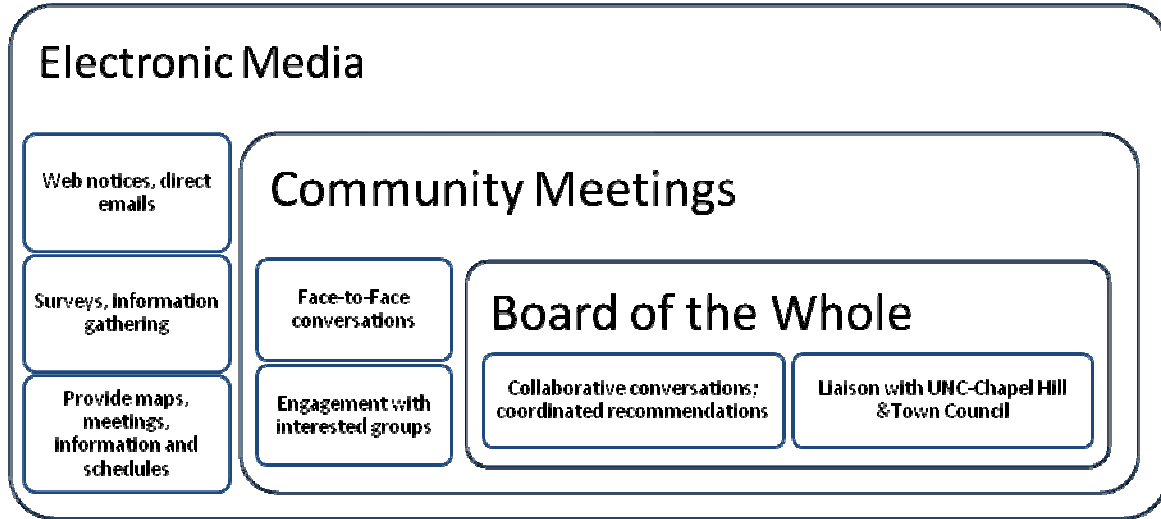 Electronic Media
Web notices, direct
emails
Surveys, information
gathering
Provide maps,
meetings,
information and
schedules
Community Meetings
Face-to-Face
conversations
Engagement with
interested groups
Board of the Whole
Collaborative conversations;
coordinated recommendations
Liaison with UNC-Chapel Hill
&Town Council